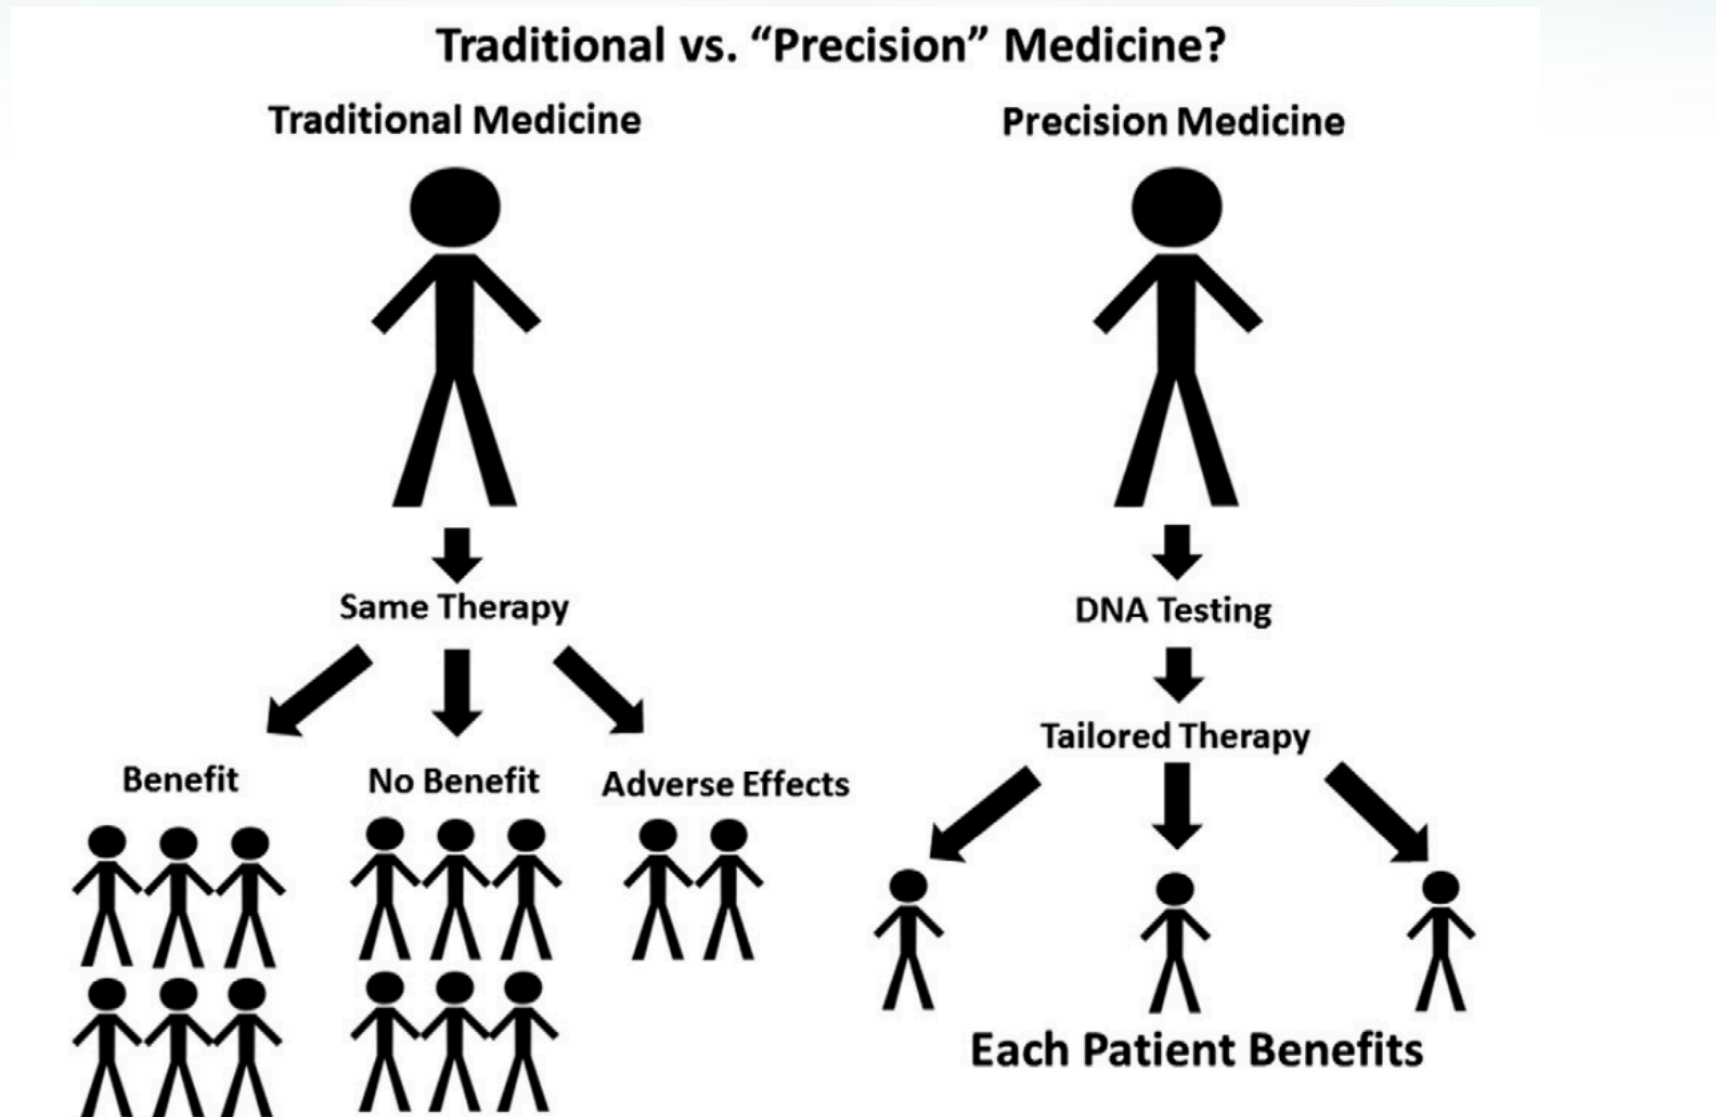 Traditional vs. “Precision” Medicine?
Traditional Medicine
Precision Medicine
Same Therapy
DNA Testing
Tailored Therapy
Benefit
No Benefit
Adverse Effects
Each Patient Benefits